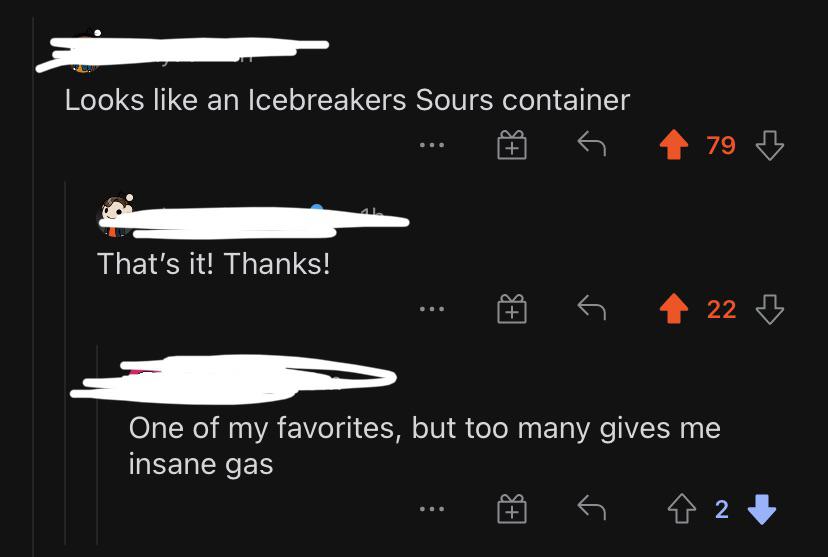 Looks like an Icebreakers Sours container
79
That's it! Thanks!
22
One of my favorites, but too many gives me
insane gas
2